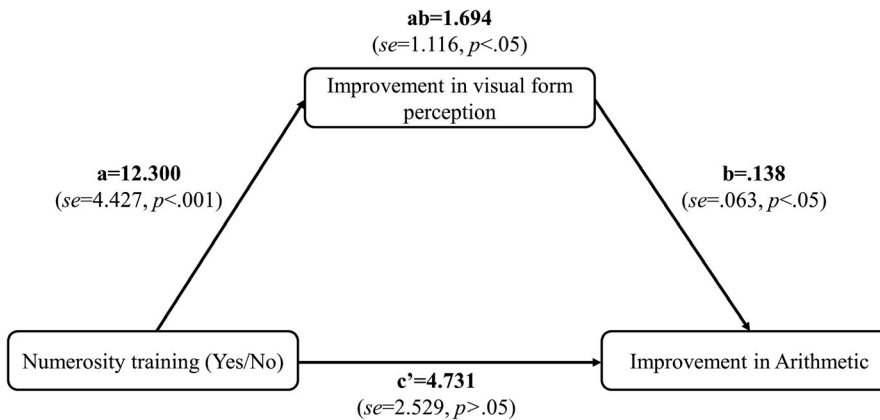 ab=1.694
(se=1.116, p<.05)
Improvement in visual form
perception
a=12.300
(se=4.427, p<.001)
b=.138
(se=.063, p<.05)
Numerosity training (Yes/No)
Improvement in Arithmetic
c’=4.731
(se=2.529, p>.05)